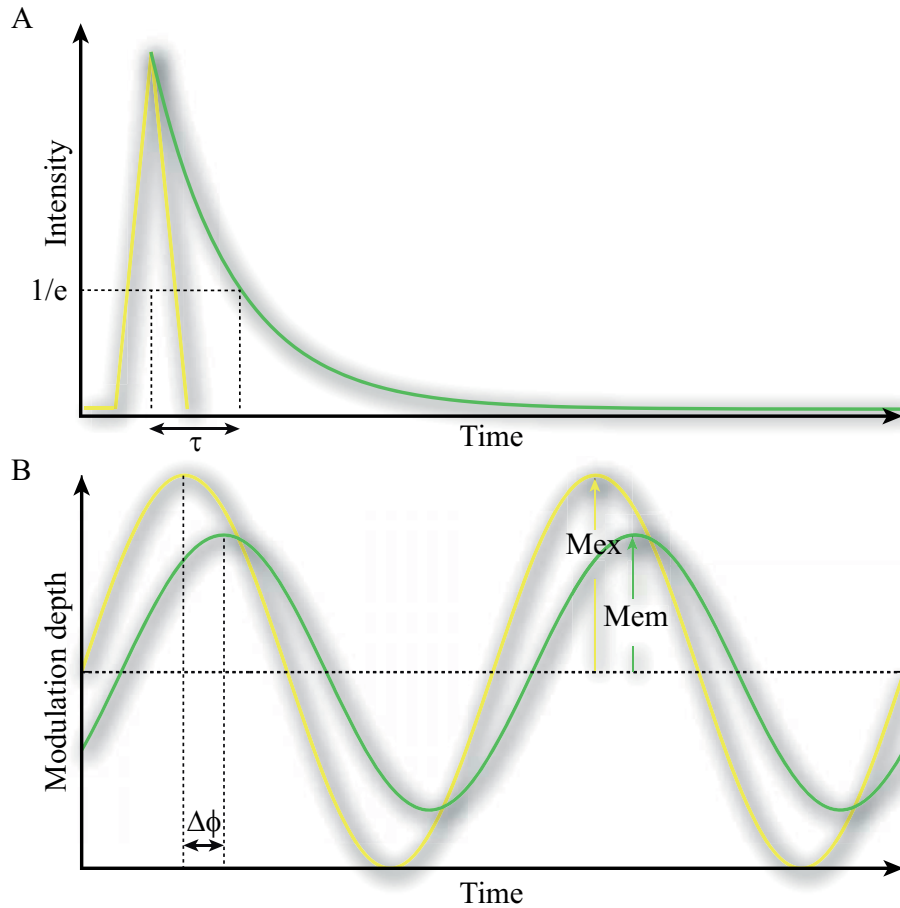 A
Intensity
1/e
τ
Time
B
Modulation depth
Mex
Mem
Δϕ
Time